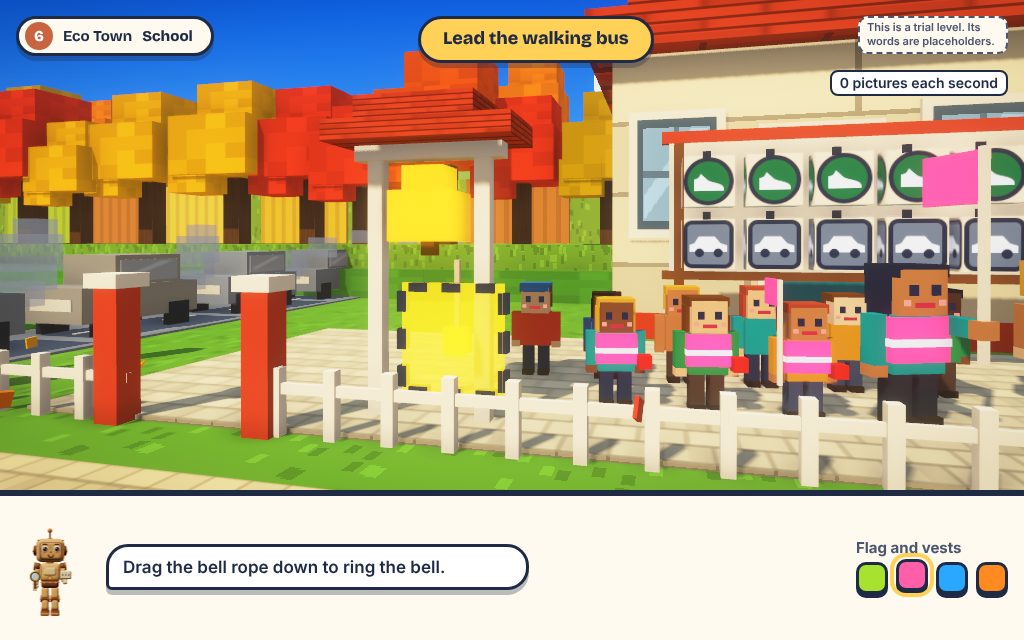 6 Eco Town School
Lead the walking bus
This is a trial level. Its
words are placeholders.
0 pictures each second
Drag the bell rope down to ring the bell.
Flag and vests